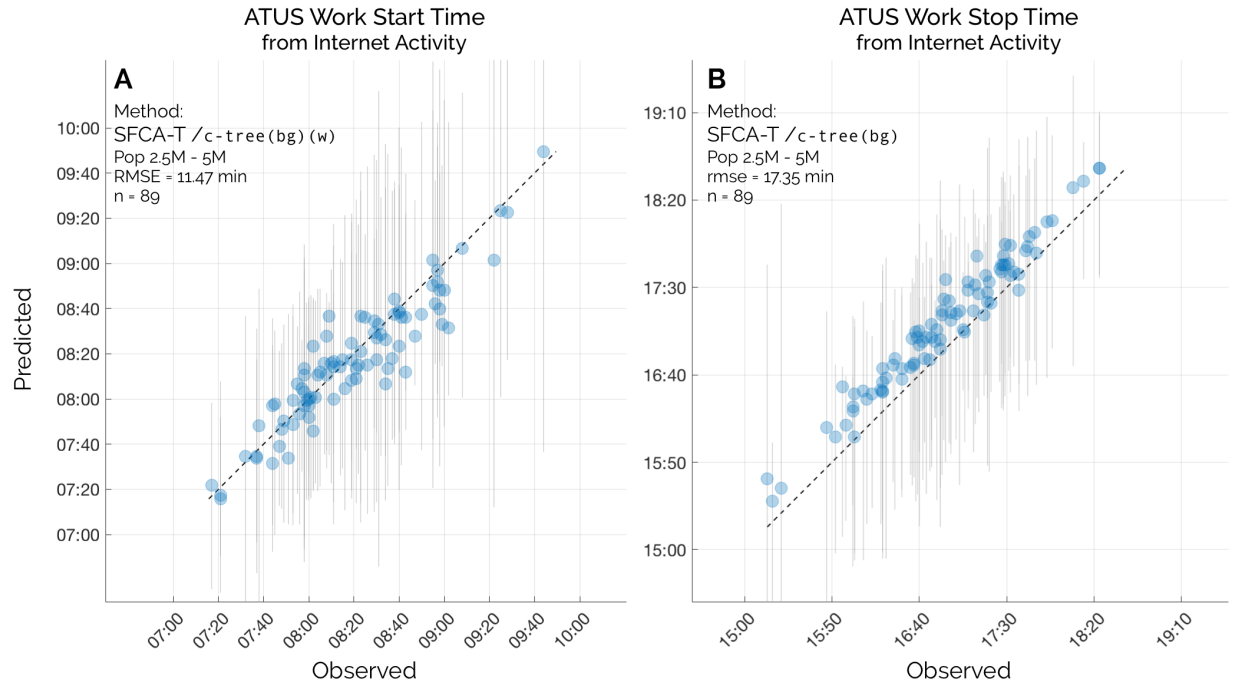 ATUS Work Start Time
from Internet Activity
A
Method:
SFCA-T /c-tree(bg)(w)
Pop 2.5M - 5M
RMSE = 11.47 min
n = 89
Predicted
10:00
09:40
09:20
09:00
08:40
08:20
08:00
07:40
07:20
07:00
07:00
07:20
07:40
08:00
08:20
08:40
09:00
09:20
09:40
10:00
Observed
ATUS Work Stop Time
from Internet Activity
B
Method:
SFCA-T /c-tree(bg)
Pop 2.5M - 5M
rmse = 17.35 min
n = 89
19:10
18:20
17:30
16:40
15:50
15:00
15:00
15:50
16:40
17:30
18:20
19:10
Observed